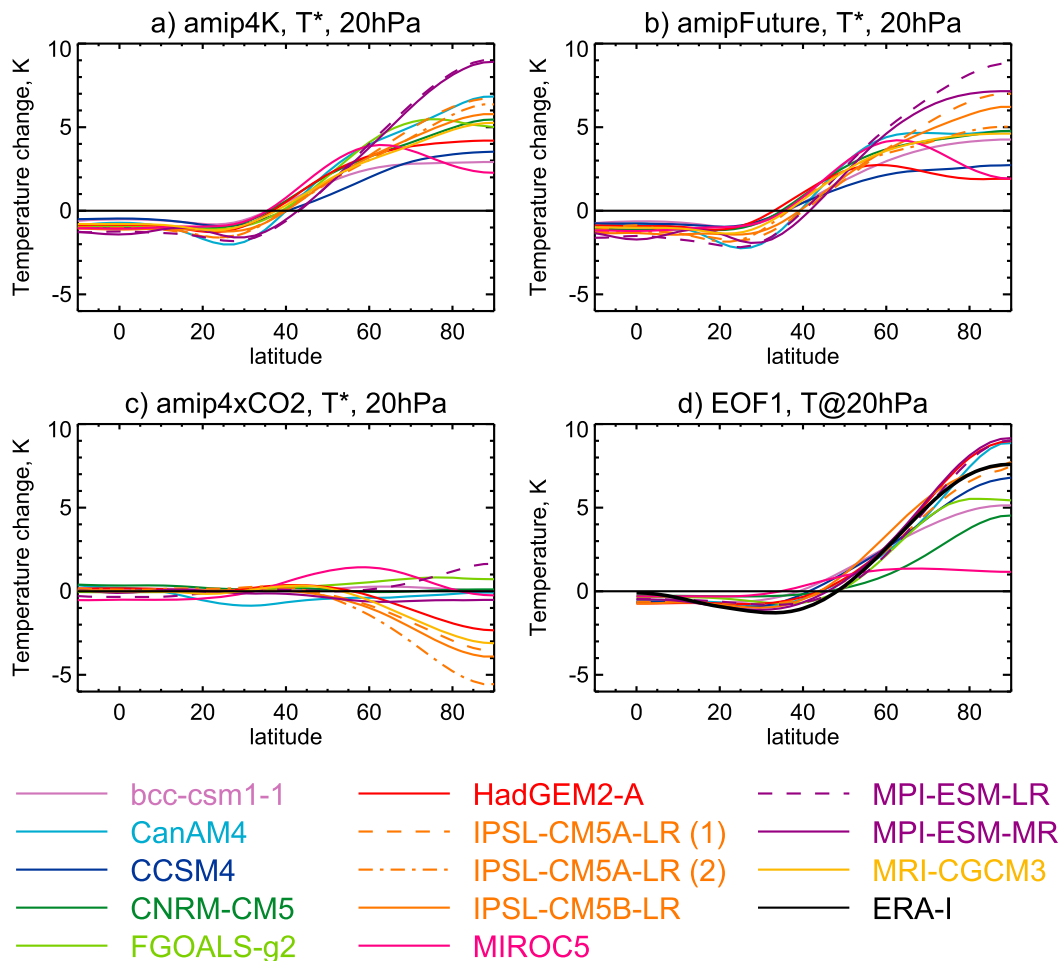 a) amip4K, T*, 20hPa
b) amipFuture, T*, 20hPa
Temperature change, K
10
5
0
-5
0 20 40 60 80
latitude
Temperature change, K
10
5
0
-5
0 20 40 60 80
latitude
c) amip4xCO2, T*, 20hPa
d) EOF1, T@20hPa
Temperature change, K
10
5
0
-5
0 20 40 60 80
latitude
Temperature, K
10
5
0
-5
0 20 40 60 80
latitude
bcc-csm1-1
CanAM4
CCSM4
CNRM-CM5
FGOALS-g2
HadGEM2-A
IPSL-CM5A-LR (1)
IPSL-CM5A-LR (2)
IPSL-CM5B-LR
MIROC5
MPI-ESM-LR
MPI-ESM-MR
MRI-CGCM3
ERA-I